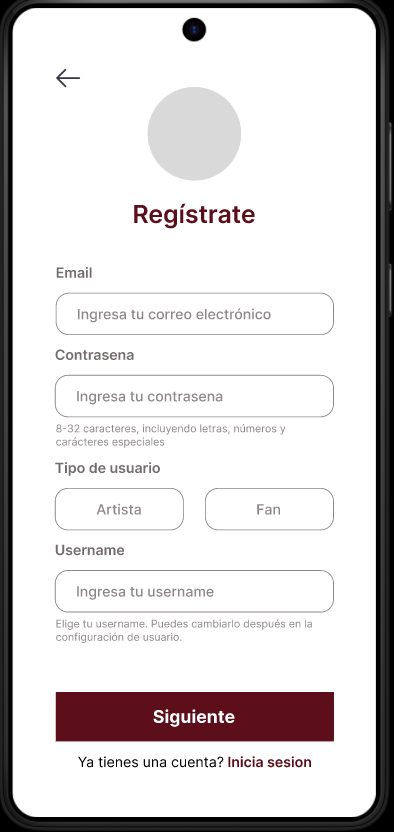 Regístrate
Email
Ingresa tu correo electrónico
Contrasena
Ingresa tu contrasena
8-32 caracteres, incluyendo letras, números y
carácteres especiales
Tipo de usuario
Artista
Fan
Username
Ingresa tu username
Elige tu username. Puedes cambiarlo después en la
configuración de usuario.
Siguiente
Ya tienes una cuenta? Inicia sesion